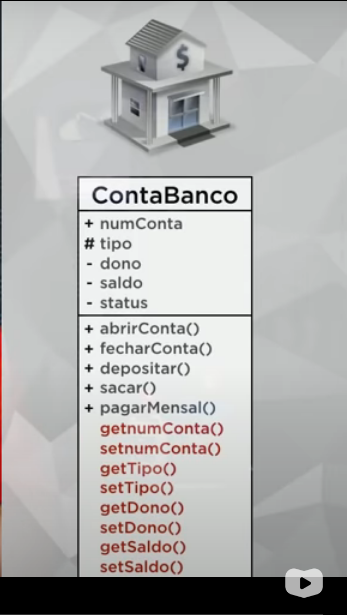 $
ContaBanco
+ numConta
# tipo
- dono
- saldo
- status
+ abrirConta()
+ fecharConta()
+ depositar()
+ sacar()
+ pagarMensal()
getnumConta()
setnumConta()
getTipo()
setTipo()
getDono()
setDono()
getSaldo()
setSaldo()